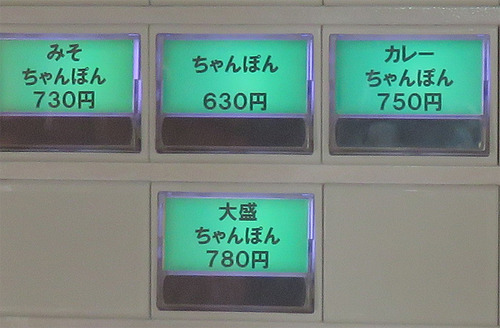 みそ
ちゃんぽん
730円
ちゃんぽん
630円
カレー
ちゃんぽん
750円
大盛
ちゃんぽん
780円